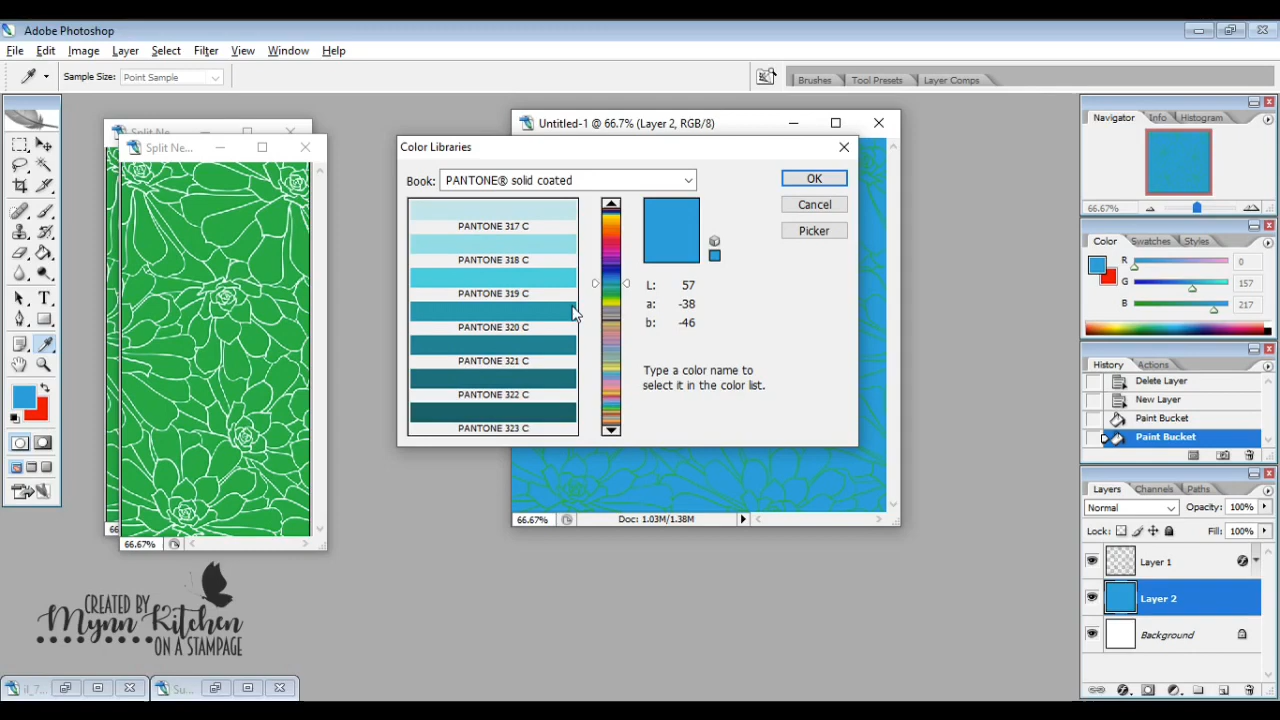 Adobe Photoshop
File Edit Image Layer Select Filter View Window Help
Sample Size: Point Sample
Brushes Tool Presets Layer Comps
Split Ne...
Split Ne...
66.67%
Untitled-1 @ 66.7% (Layer 2, RGB/8)
Color Libraries
Book: PANTONE® solid coated
OK
Cancel
Picker
PANTONE 317 C
PANTONE 318 C
PANTONE 319 C
PANTONE 320 C
PANTONE 321 C
PANTONE 322 C
PANTONE 323 C
L: 57
a: -38
b: -46
Type a color name to
select it in the color list.
66.67% Doc: 1.03M/1.38M
Navigator Info Histogram
66.67%
Color Swatches Styles
R 0
G 157
B 217
History Actions
Delete Layer
New Layer
Paint Bucket
Paint Bucket
Layers Channels Paths
Normal Opacity: 100%
Lock: Fill: 100%
Layer 1
Layer 2
Background
CREATED BY
Mynn Kitchen
ON A STAMPAGE
Su...